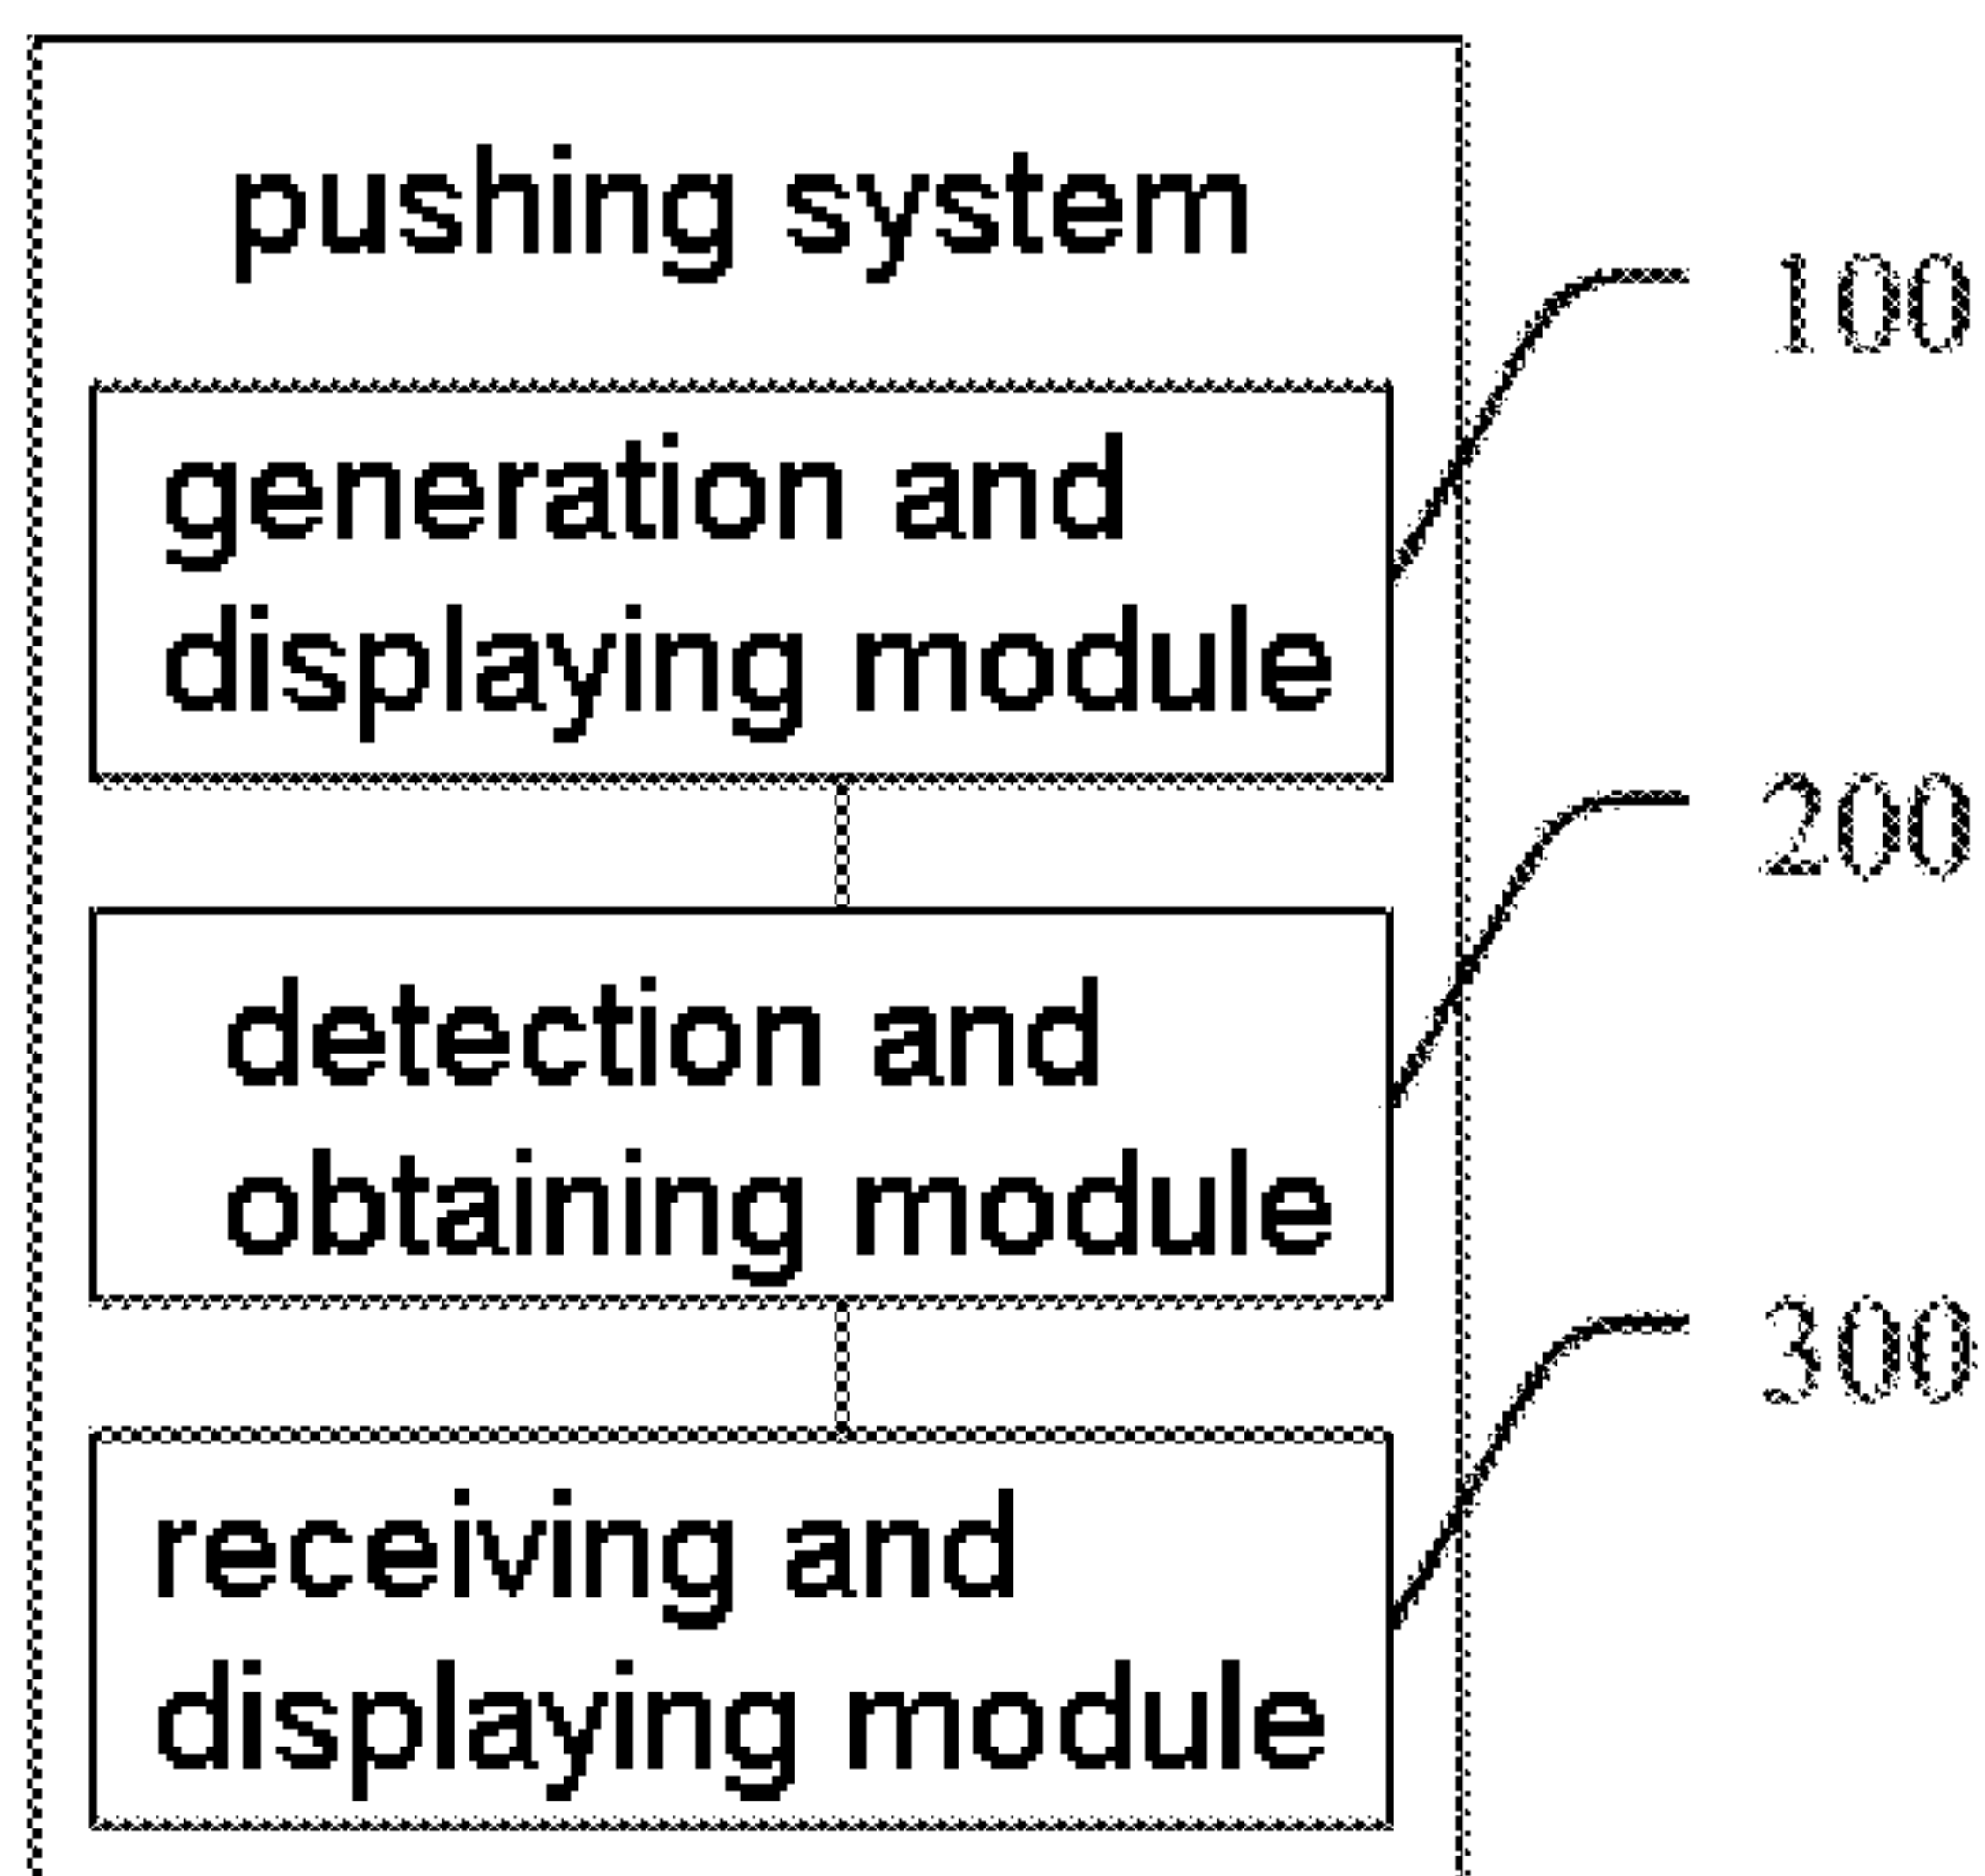 pushing system
100
generation and
displaying module
200
detection and
obtaining module
300
receiving and
displaying module